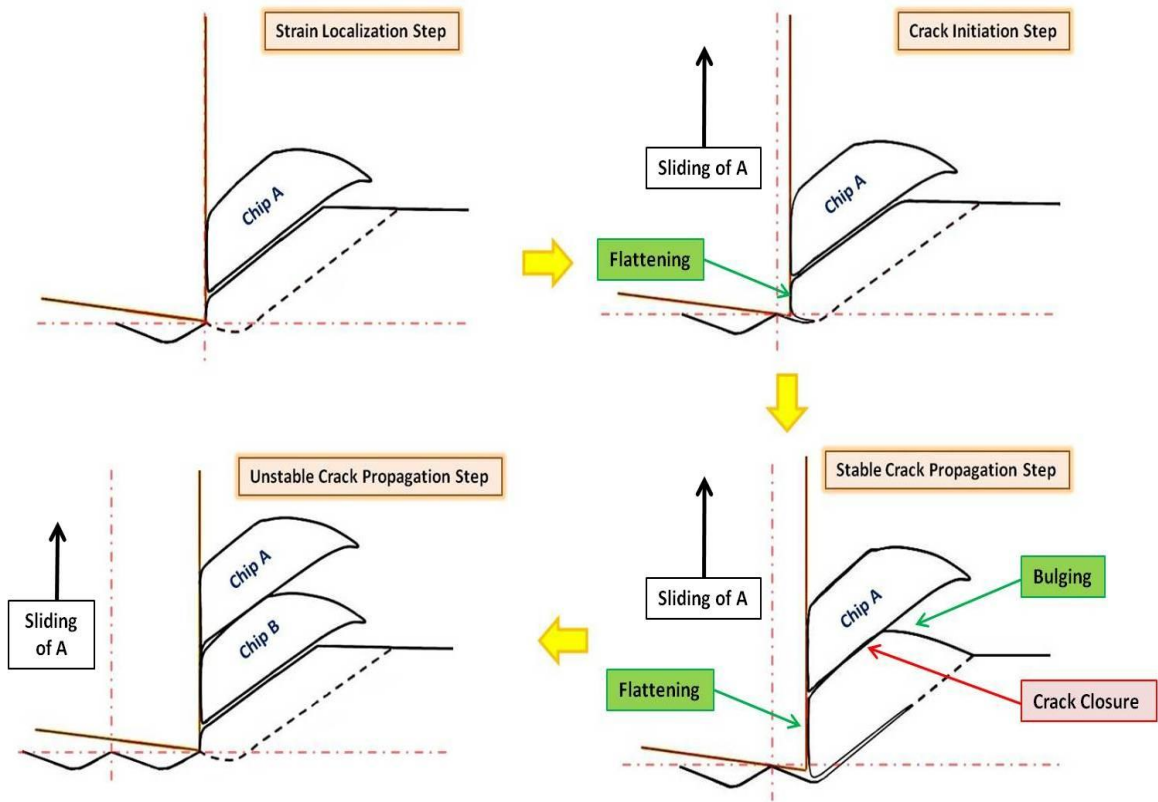 Strain Localization Step
Chip A
Crack Initiation Step
Sliding of A
Chip A
Flattening
Unstable Crack Propagation Step
Chip A
Chip B
Sliding
of A
Stable Crack Propagation Step
Sliding of A
Chip A
Bulging
Flattening
Crack Closure